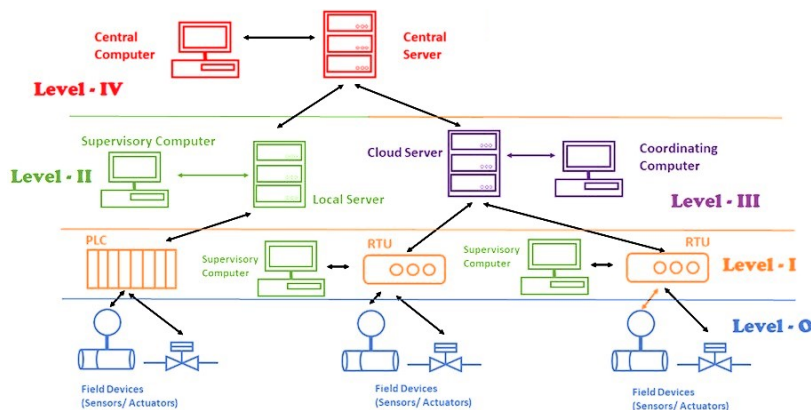 Central
Computer
Central
Server
Level - IV
Supervisory Computer
Cloud Server
Coordinating
Computer
Level - II
Local Server
Level - III
PLC
Supervisory
Computer
RTU
Supervisory
Computer
RTU
Level - I
Level - O
Field Devices
(Sensors/ Actuators)
Field Devices
(Sensors/ Actuators)
Field Devices
(Sensors/ Actuators)